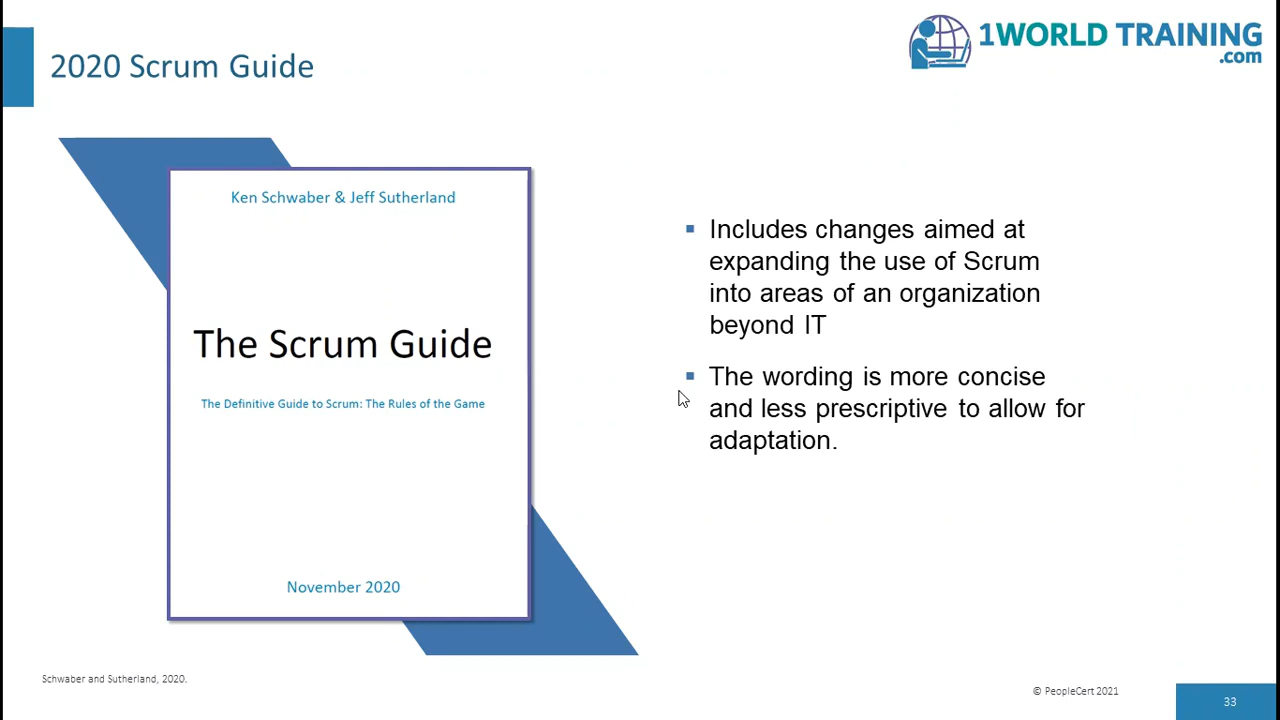 2020 Scrum Guide
1WORLD TRAINING
.com
Ken Schwaber & Jeff Sutherland
The Scrum Guide
The Definitive Guide to Scrum: The Rules of the Game
November 2020
▪ Includes changes aimed at
expanding the use of Scrum
into areas of an organization
beyond IT
▪ The wording is more concise
and less prescriptive to allow for
adaptation.
Schwaber and Sutherland, 2020.
© PeopleCert 2021
33